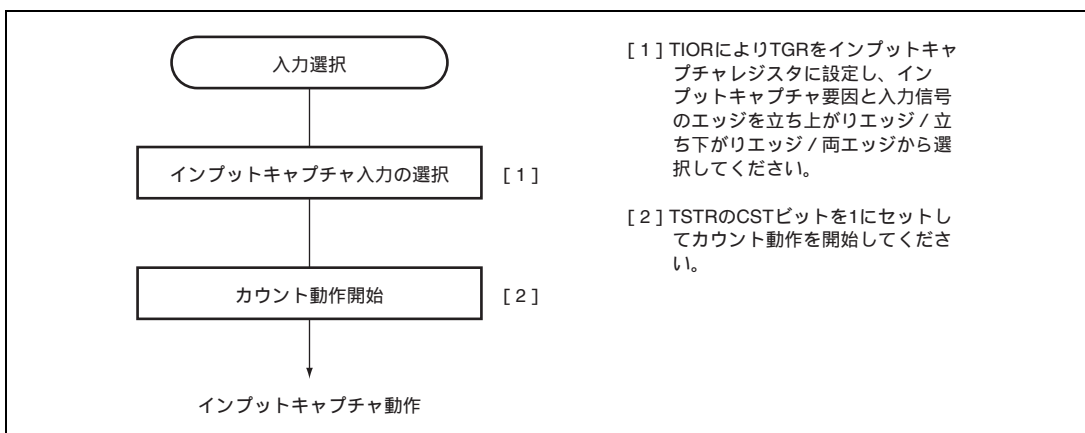 入力選択
インプットキャプチャ入力の選択 [ 1 ]
カウント動作開始 [ 2 ]
インプットキャプチャ動作
[ 1 ] TIORによりTGRをインプットキャ
プチャレジスタに設定し、イン
プットキャプチャ要因と入力信号
のエッジを立ち上がりエッジ / 立
ち下がりエッジ / 両エッジから選
択してください。
[ 2 ] TSTRのCSTビットを1にセットし
てカウント動作を開始してくださ
い。